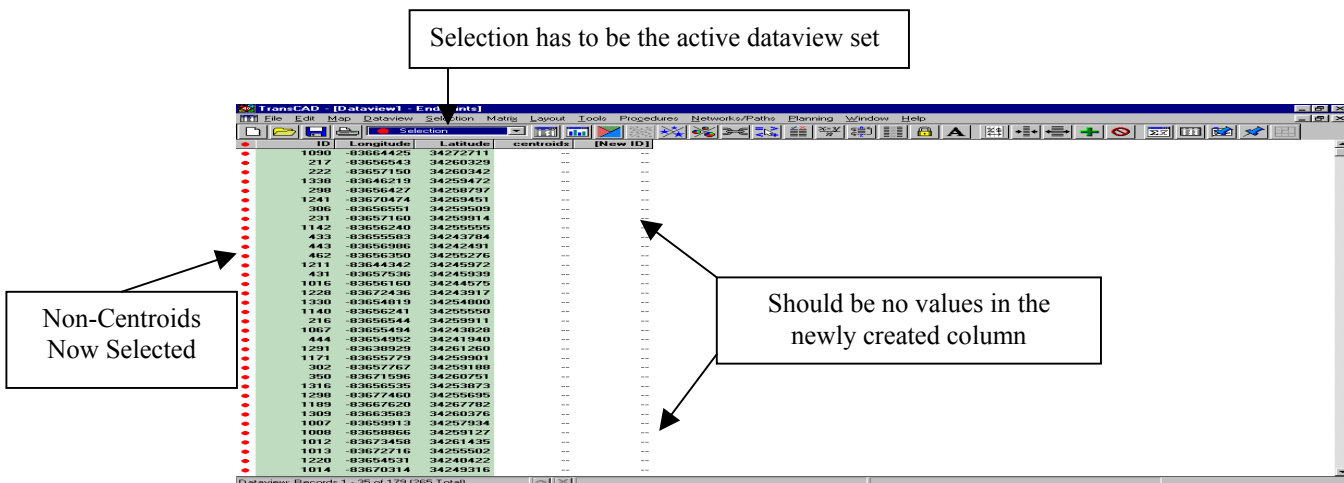 Selection has to be the active dataview set
TransCAD - [Dataview1 - Endpoints]
File Edit Map Dataview Selection Matrix Layout Tools Procedures Networks/Paths Planning Window Help
Selection
ID Longitude Latitude centroids [New ID]
1090 -83664425 34272711 -- --
217 -83656543 34260329 -- --
222 -83657150 34260342 -- --
1338 -83646219 34259472 -- --
298 -83656427 34258797 -- --
1241 -83670474 34269451 -- --
306 -83656551 34259509 -- --
231 -83657160 34259914 -- --
1142 -83656240 34255555 -- --
433 -83655583 34243784 -- --
443 -83656986 34242491 -- --
462 -83656350 34255276 -- --
1211 -83644342 34245972 -- --
431 -83657536 34245939 -- --
1016 -83656160 34244575 -- --
1228 -83672436 34243917 -- --
1330 -83654819 34254800 -- --
1140 -83656241 34255550 -- --
216 -83656544 34259911 -- --
1067 -83655494 34243828 -- --
444 -83654952 34241940 -- --
1291 -83638929 34261260 -- --
1171 -83655779 34259901 -- --
302 -83657767 34259188 -- --
350 -83671596 34260751 -- --
1316 -83656535 34253873 -- --
1298 -83677460 34255695 -- --
1189 -83667620 34267782 -- --
1309 -83663583 34260376 -- --
1007 -83659913 34257934 -- --
1008 -83658866 34259127 -- --
1012 -83673458 34261435 -- --
1013 -83672716 34255502 -- --
1220 -83654531 34240422 -- --
1014 -83670314 34249316 -- --
Dataview: Records 1 - 35 of 179 (265 Total)
Non-Centroids
Now Selected
Should be no values in the
newly created column